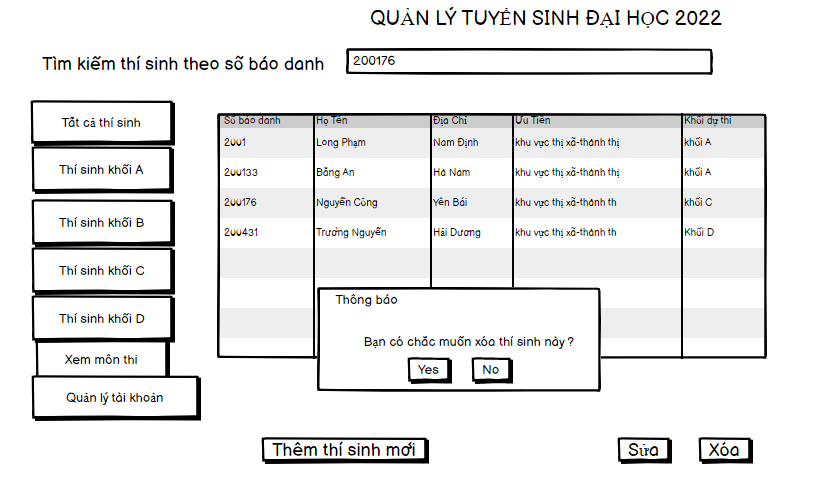 QUẢN LÝ TUYỂN SINH ĐẠI HỌC 2022
Tìm kiếm thí sinh theo số báo danh 200176
Tất cả thí sinh
Thí sinh khối A
Thí sinh khối B
Thí sinh khối C
Thí sinh khối D
Xem môn thi
Quản lý tài khoản
Số báo danh Họ Tên Địa Chỉ Ưu Tiên Khối dự thi
2001 Long Phạm Nam Định khu vực thị xã-thành thị khối A
200133 Bằng An Hà Nam khu vực thị xã-thành thị khối A
200176 Nguyễn Công Yên Bái khu vực thị xã-thành th khối C
200431 Trường Nguyễn Hải Dương khu vực thị xã-thành th Khối D
Thông báo
Bạn có chắc muốn xóa thí sinh này ?
Yes No
Thêm thí sinh mới Sửa Xóa